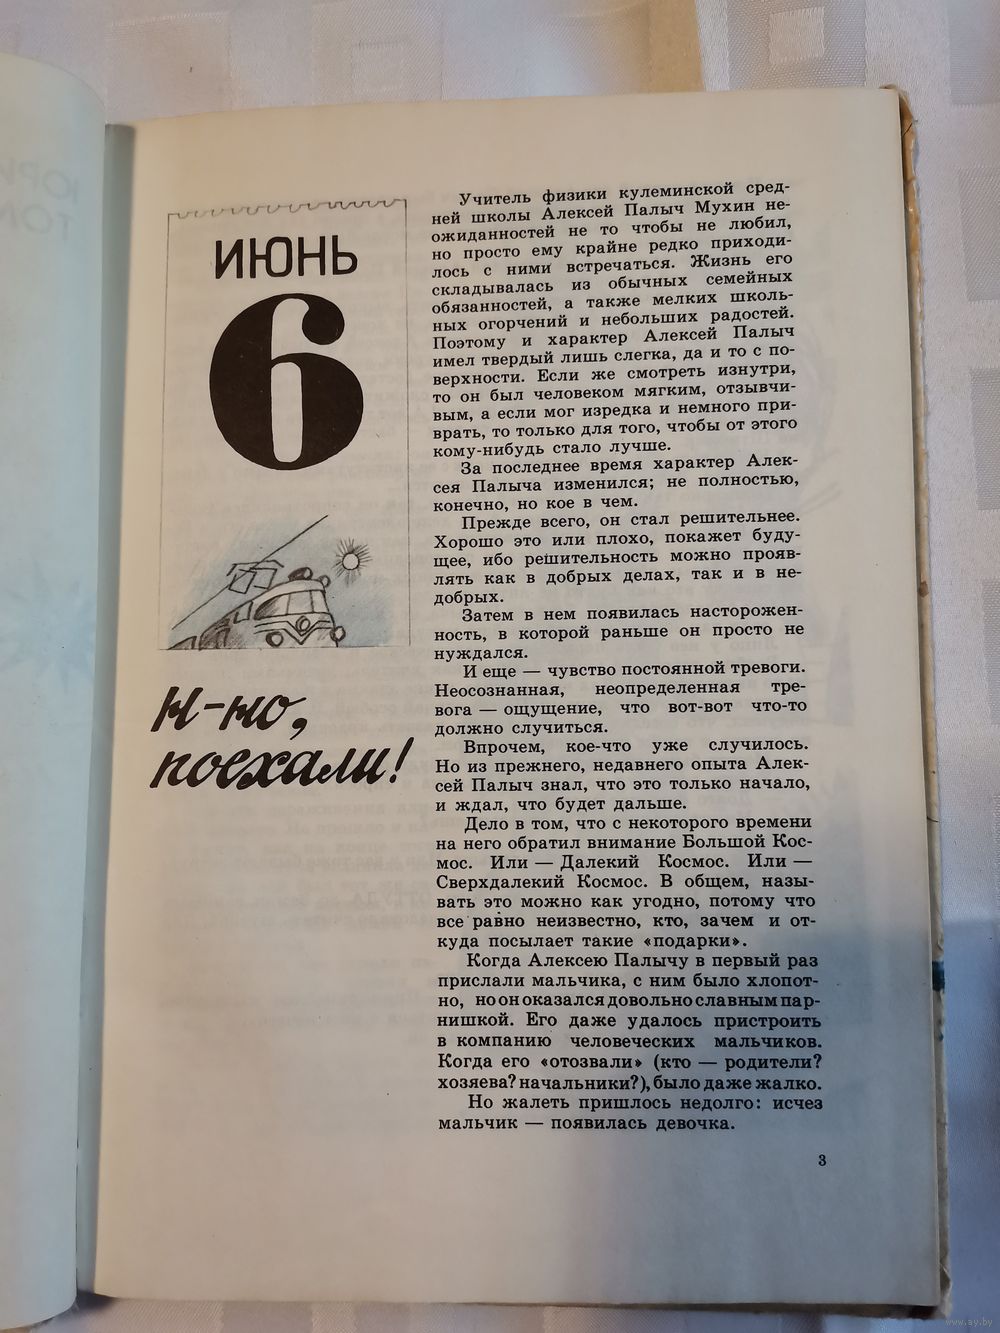 ИЮНЬ
6
Н-но,
поехали!
Учитель физики кулеминской сред-
ней школы Алексей Палыч Мухин не-
ожиданностей не то чтобы не любил,
но просто ему крайне редко приходи-
лось с ними встречаться. Жизнь его
складывалась из обычных семейных
обязанностей, а также мелких школь-
ных огорчений и небольших радостей.
Поэтому и характер Алексей Палыч
имел твердый лишь слегка, да и то с по-
верхности. Если же смотреть изнутри,
то он был человеком мягким, отзывчи-
вым, а если мог изредка и немного при-
врать, то только для того, чтобы от этого
кому-нибудь стало лучше.
За последнее время характер Алек-
сея Палыча изменился; не полностью,
конечно, но кое в чем.
Прежде всего, он стал решительнее.
Хорошо это или плохо, покажет буду-
щее, ибо решительность можно прояв-
лять как в добрых делах, так и в не-
добрых.
Затем в нем появилась насторожен-
ность, в которой раньше он просто не
нуждался.
И еще — чувство постоянной тревоги.
Неосознанная, неопределенная тре-
вога — ощущение, что вот-вот что-то
должно случиться.
Впрочем, кое-что уже случилось.
Но из прежнего, недавнего опыта Алек-
сей Палыч знал, что это только начало,
и ждал, что будет дальше.
Дело в том, что с некоторого времени
на него обратил внимание Большой Кос-
мос. Или — Далекий Космос. Или —
Сверхдалекий Космос. В общем, назы-
вать это можно как угодно, потому что
все равно неизвестно, кто, зачем и от-
куда посылает такие «подарки».
Когда Алексею Палычу в первый раз
прислали мальчика, с ним было хлопот-
но, но он оказался довольно славным пар-
нишкой. Его даже удалось пристроить
в компанию человеческих мальчиков.
Когда его «отозвали» (кто — родители?
хозяева? начальники?), было даже жалко.
Но жалеть пришлось недолго: исчез
мальчик — появилась девочка.
3
www.ay.by